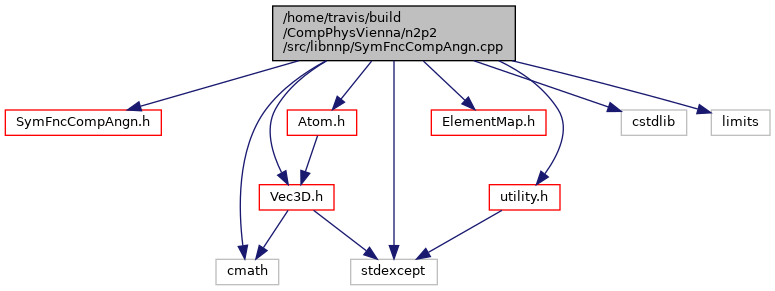 /home/travis/build
/CompPhysVienna/n2p2
/src/libnnp/SymFncCompAngn.cpp
SymFncCompAngn.h
Atom.h
ElementMap.h
cstdlib
limits
Vec3D.h
utility.h
cmath
stdexcept